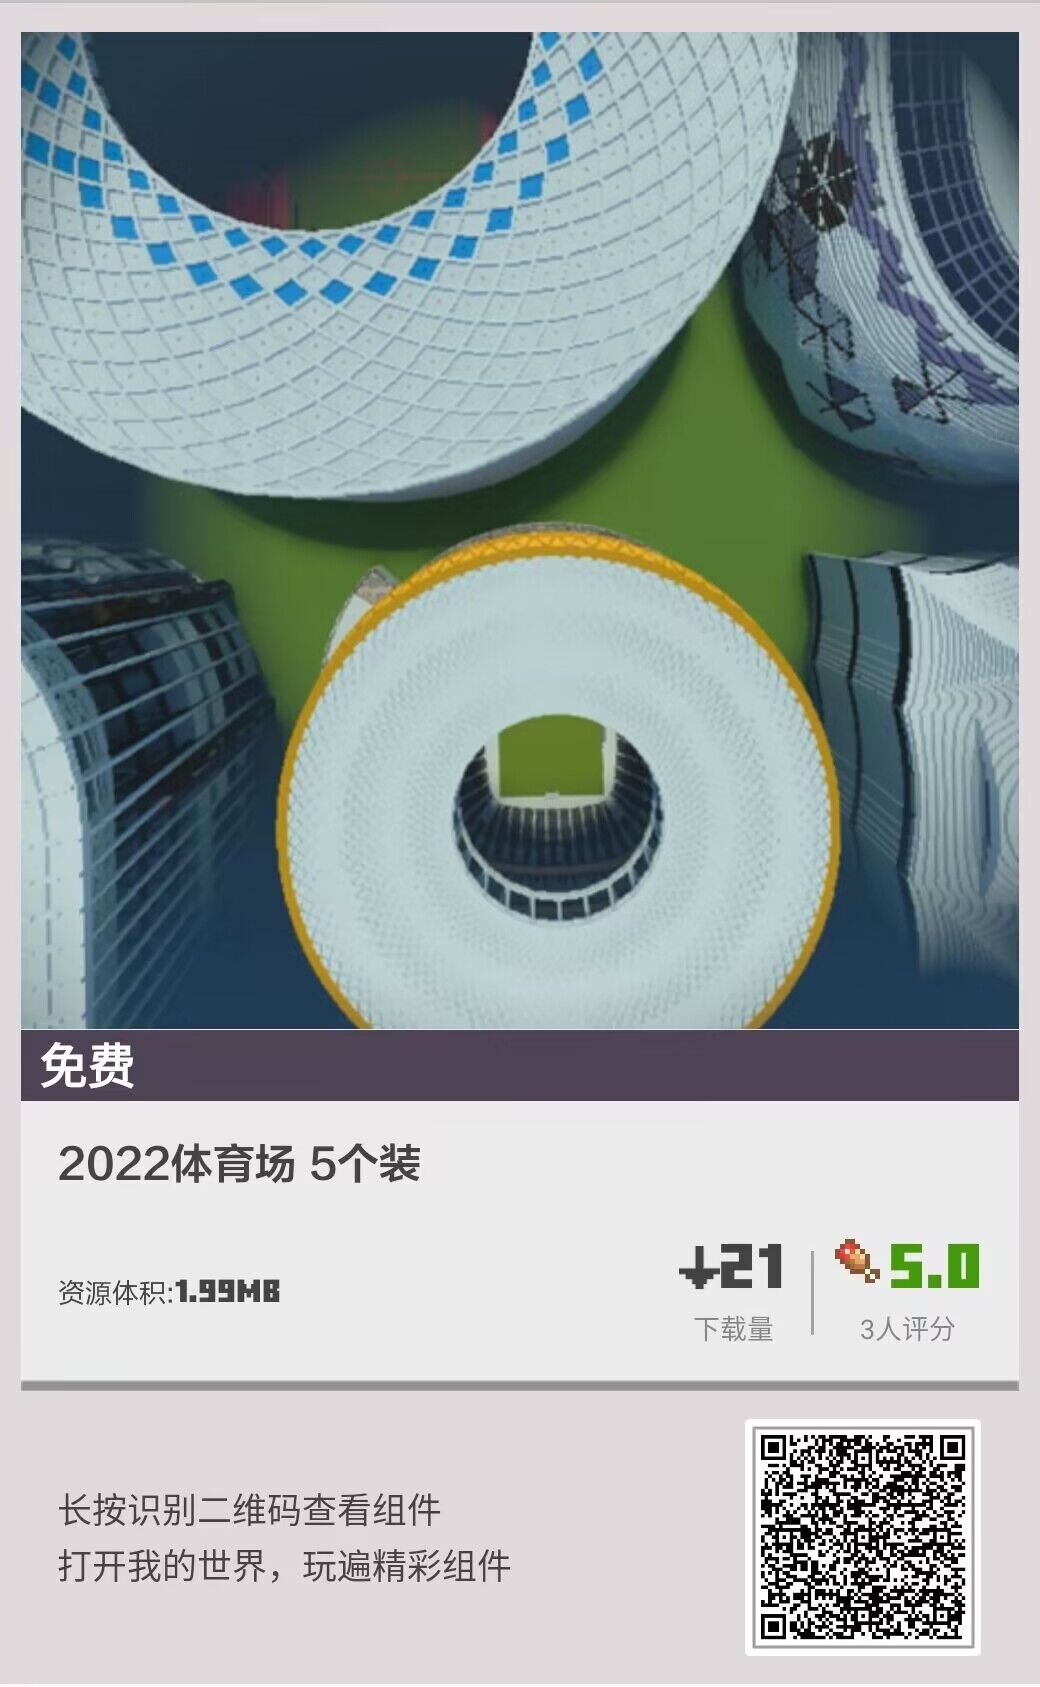 免费
2022体育场 5个装
资源体积:1.99MB
21
下载量
5.0
3人评分
长按识别二维码查看组件
打开我的世界，玩遍精彩组件